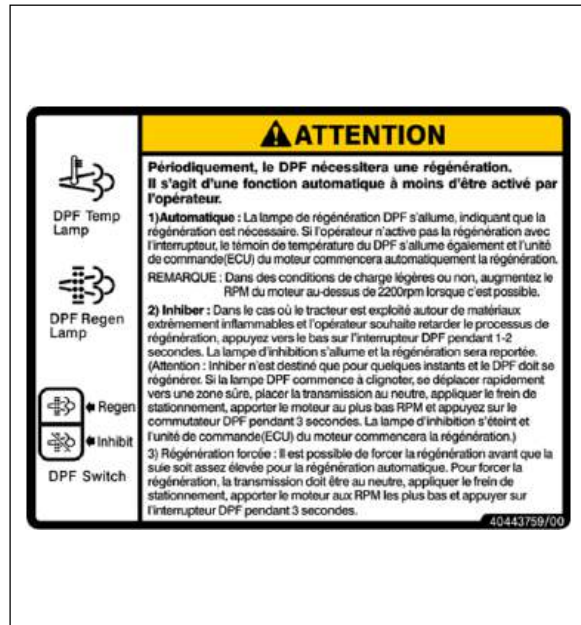 ATTENTION
DPF Temp
Lamp
DPF Regen
Lamp
Regen
Inhibit
DPF Switch
Périodiquement, le DPF nécessitera une régénération.
Il s'agit d'une fonction automatique à moins d'être activé par
l'opérateur.
1)Automatique : La lampe de régénération DPF s'allume, indiquant que la
régénération est nécessaire. Si l'opérateur n'active pas la régénération avec
l'interrupteur, le témoin de température du DPF s'allume également et l'unité
de commande(ECU) du moteur commencera automatiquement la régénération.
REMARQUE : Dans des conditions de charge légères ou non, augmentez le
RPM du moteur au-dessus de 2200rpm lorsque c'est possible.
2) Inhiber : Dans le cas où le tracteur est exploité autour de matériaux
extrêmement inflammables et l'opérateur souhaite retarder le processus de
régénération, appuyez vers le bas sur l'interrupteur DPF pendant 1-2
secondes. La lampe d'inhibition s'allume et la régénération sera reportée.
(Attention : Inhiber n'est destiné que pour quelques instants et le DPF doit se
régénérer. Si la lampe DPF commence à clignoter, se déplacer rapidement
vers une zone sûre, placer la transmission au neutre, appliquer le frein de
stationnement, apporter le moteur au plus bas RPM et appuyez sur le
commutateur DPF pendant 3 secondes. La lampe d'inhibition s'éteint et
l'unité de commande(ECU) du moteur commencera la régénération.)
3) Régénération forcée : Il est possible de forcer la régénération avant que la
suie soit assez élevée pour la régénération automatique. Pour forcer la
régénération, la transmission doit être au neutre, appliquer le frein de
stationnement, apporter le moteur aux RPM les plus bas et appuyer sur
l'interrupteur DPF pendant 3 secondes.
40443759/00